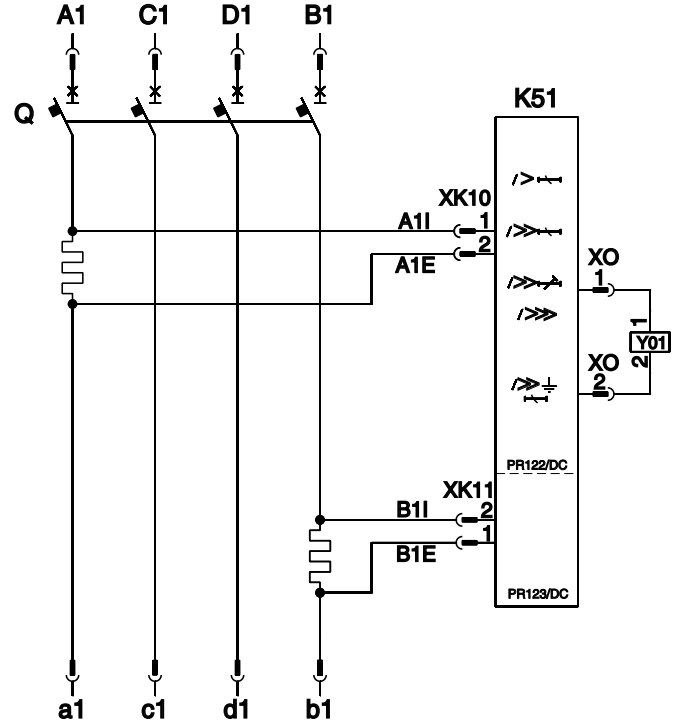 A1 C1 D1 B1
Q
K51
XK10
A1I 1
A1E 2
XO
1
1
Y01
2
XO
2
PR122/DC
XK11
B1I 2
B1E 1
PR123/DC
a1 c1 d1 b1